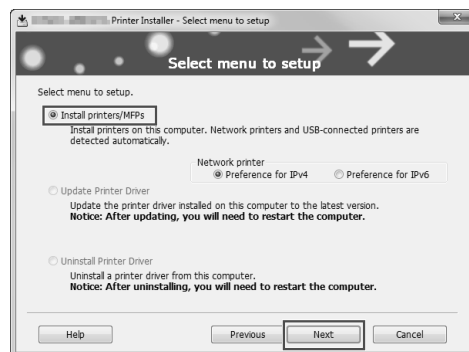 Printer Installer - Select menu to setup
Select menu to setup
Select menu to setup.
Install printers/MFPs
Install printers on this computer. Network printers and USB-connected printers are
detected automatically.
Network printer
Preference for IPv4 Preference for IPv6
Update Printer Driver
Update the printer driver installed on this computer to the latest version.
Notice: After updating, you will need to restart the computer.
Uninstall Printer Driver
Uninstall a printer driver from this computer.
Notice: After uninstalling, you will need to restart the computer.
Help Previous Next Cancel